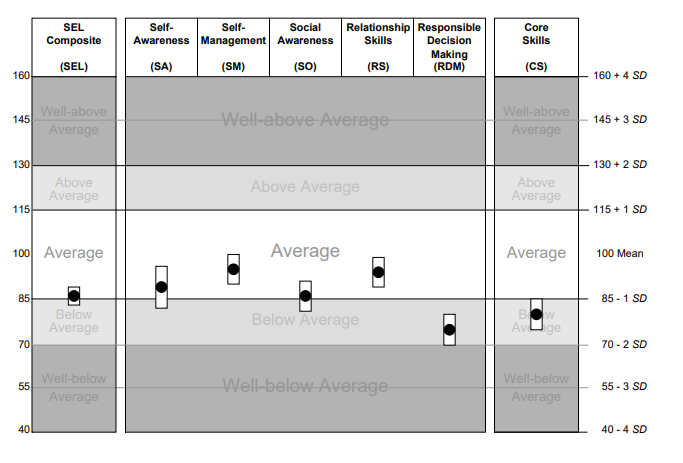 SEL
Composite
(SEL)
Self-
Awareness
(SA)
Self-
Management
(SM)
Social
Awareness
(SO)
Relationship
Skills
(RS)
Responsible
Decision
Making
(RDM)
Core
Skills
(CS)
160
160 + 4 SD
Well-above
Average
Well-above Average
Well-above
Average
145
145 + 3 SD
130
130 + 2 SD
Above
Average
Above Average
Above
Average
115
115 + 1 SD
100
Average
Average
Average
100 Mean
85
85 - 1 SD
Below
Average
Below Average
Below
Average
70
70 - 2 SD
Well-below
Average
Well-below Average
Well-below
Average
55
55 - 3 SD
40
40 - 4 SD